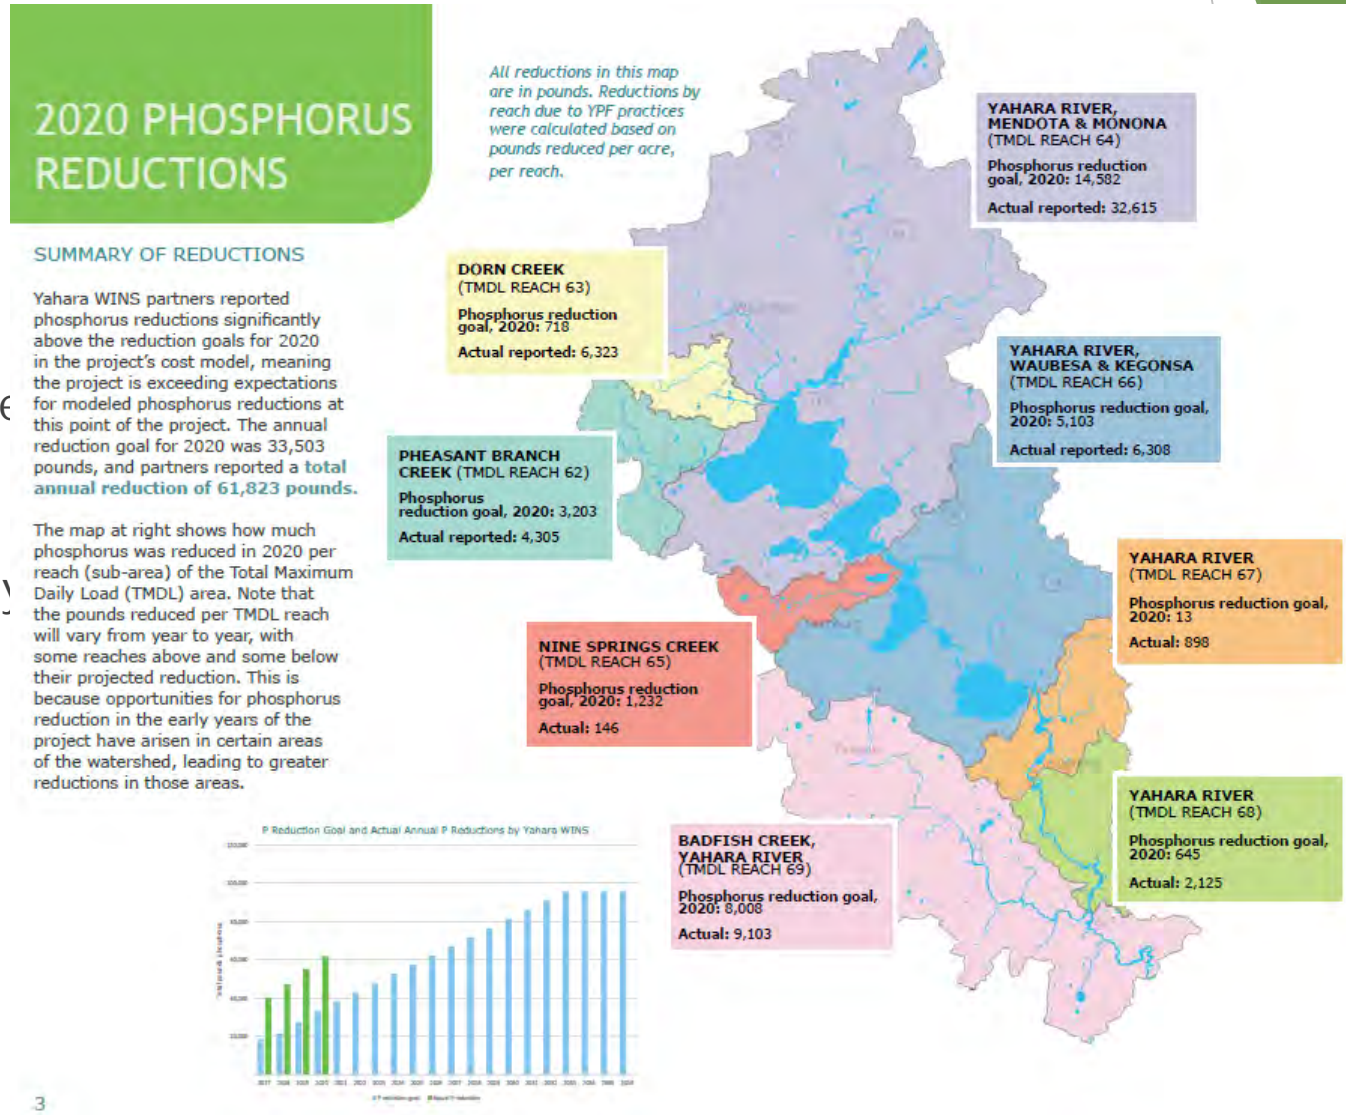 2020 PHOSPHORUS
REDUCTIONS
All reductions in this map
are in pounds. Reductions by
reach due to YPF practices
were calculated based on
pounds reduced per acre,
per reach.
SUMMARY OF REDUCTIONS
Yahara WINS partners reported
phosphorus reductions significantly
above the reduction goals for 2020
in the project's cost model, meaning
the project is exceeding expectations
for modeled phosphorus reductions at
this point of the project. The annual
reduction goal for 2020 was 33,503
pounds, and partners reported a total
annual reduction of 61,823 pounds.
The map at right shows how much
phosphorus was reduced in 2020 per
reach (sub-area) of the Total Maximum
Daily Load (TMDL) area. Note that
the pounds reduced per TMDL reach
will vary from year to year, with
some reaches above and some below
their projected reduction. This is
because opportunities for phosphorus
reduction in the early years of the
project have arisen in certain areas
of the watershed, leading to greater
reductions in those areas.
YAHARA RIVER,
MENDOTA & MONONA
(TMDL REACH 64)
Phosphorus reduction
goal, 2020: 14,582
Actual reported: 32,615
DORN CREEK
(TMDL REACH 63)
Phosphorus reduction
goal, 2020: 718
Actual reported: 6,323
YAHARA RIVER,
WAUBESA & KEGONSA
(TMDL REACH 66)
Phosphorus reduction goal,
2020: 5,103
Actual reported: 6,308
PHEASANT BRANCH
CREEK (TMDL REACH 62)
Phosphorus
reduction goal, 2020: 3,203
Actual reported: 4,305
YAHARA RIVER
(TMDL REACH 67)
Phosphorus reduction goal,
2020: 13
Actual: 898
NINE SPRINGS CREEK
(TMDL REACH 65)
Phosphorus reduction
goal, 2020: 1,232
Actual: 146
YAHARA RIVER
(TMDL REACH 68)
Phosphorus reduction goal,
2020: 645
Actual: 2,125
BADFISH CREEK,
YAHARA RIVER
(TMDL REACH 69)
Phosphorus reduction goal,
2020: 8,008
Actual: 9,103
P Reduction Goal and Actual Annual P Reductions by Yahara WINS
Total pounds phosphorus
P reduction goal
Actual P reduction
3